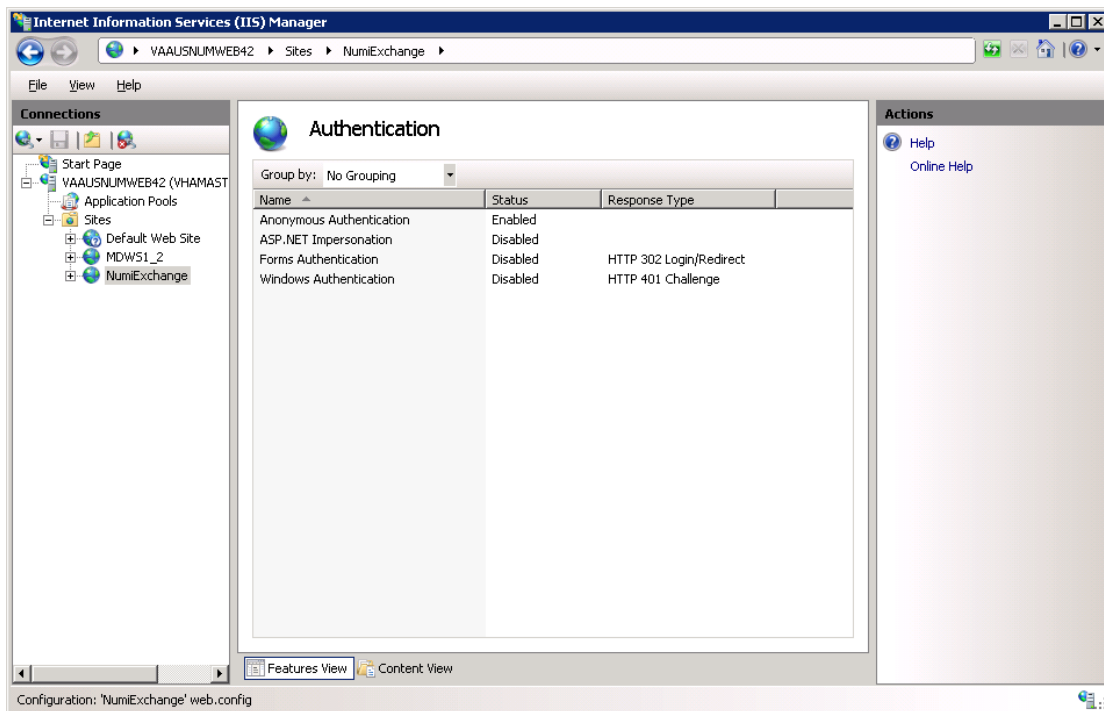 Internet Information Services (IIS) Manager
VAAUSNUMWEB42 Sites NumiExchange
File View Help
Connections
Start Page
VAAUSNUMWEB42 (VHAMAST
Application Pools
Sites
Default Web Site
MDWS1_2
NumiExchange
Authentication
Group by: No Grouping
Name Status Response Type
Anonymous Authentication Enabled
ASP.NET Impersonation Disabled
Forms Authentication Disabled HTTP 302 Login/Redirect
Windows Authentication Disabled HTTP 401 Challenge
Features View Content View
Actions
Help
Online Help
Configuration: 'NumiExchange' web.config